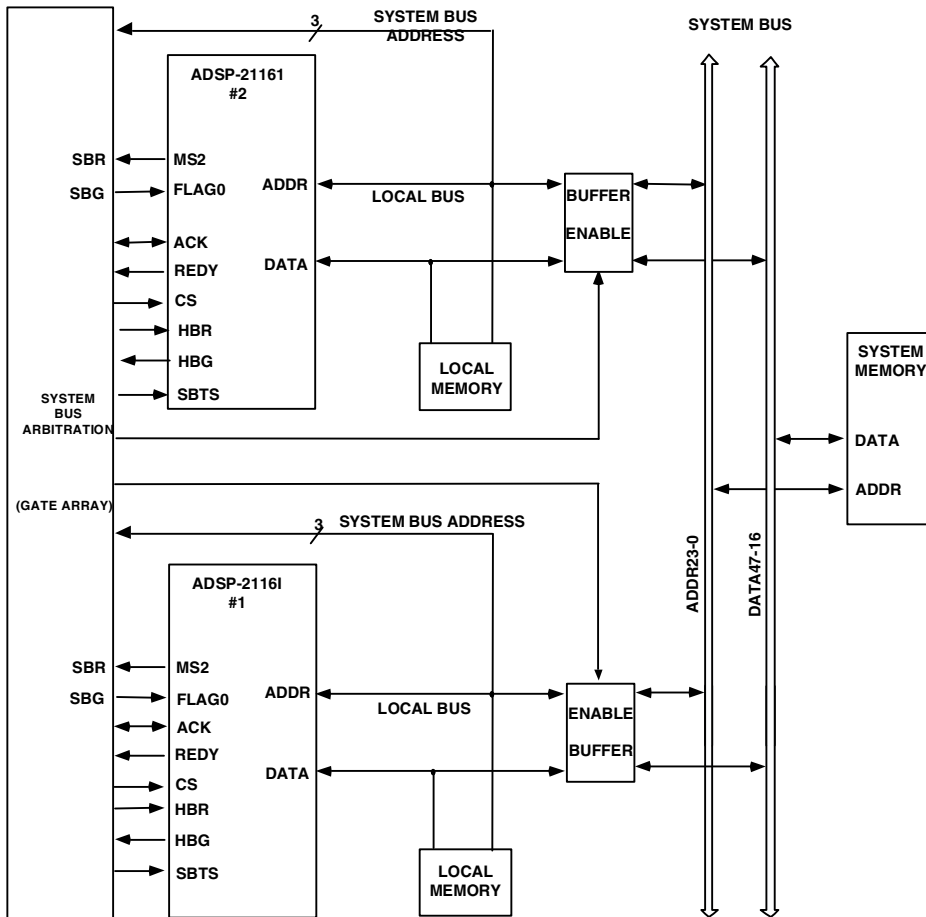 3
SYSTEM BUS
ADDRESS
SYSTEM BUS
ADSP-21161
#2
SBR
MS2
SBG
FLAG0
ADDR
LOCAL BUS
BUFFER
ENABLE
ACK
DATA
REDY
CS
HBR
HBG
LOCAL
MEMORY
SBTS
SYSTEM
MEMORY
DATA
ADDR
SYSTEM
BUS
ARBITRATION
(GATE ARRAY)
3
SYSTEM BUS ADDRESS
ADDR23-0
DATA47-16
ADSP-2116I
#1
SBR
MS2
SBG
FLAG0
ADDR
LOCAL BUS
ENABLE
BUFFER
ACK
REDY
DATA
CS
HBR
HBG
SBTS
LOCAL
MEMORY